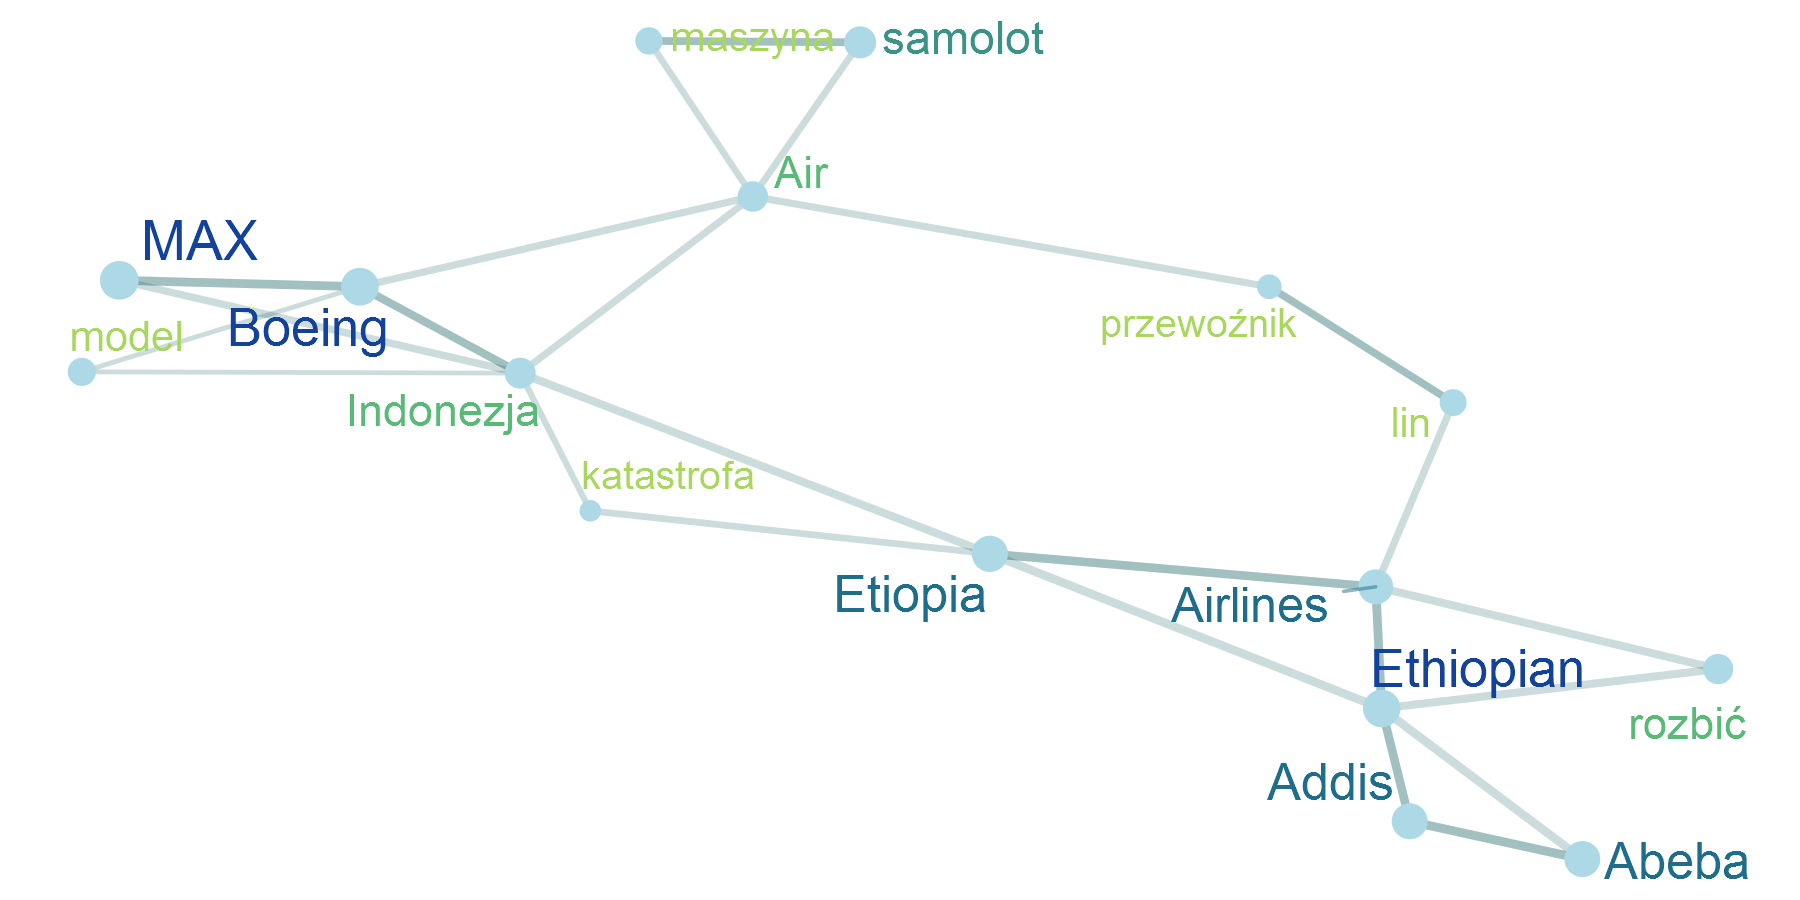 maszyna
samolot
Air
MAX
Boeing
model
przewoźnik
Indonezja
lin
katastrofa
Etiopia
Airlines
Ethiopian
rozbić
Addis
Abeba